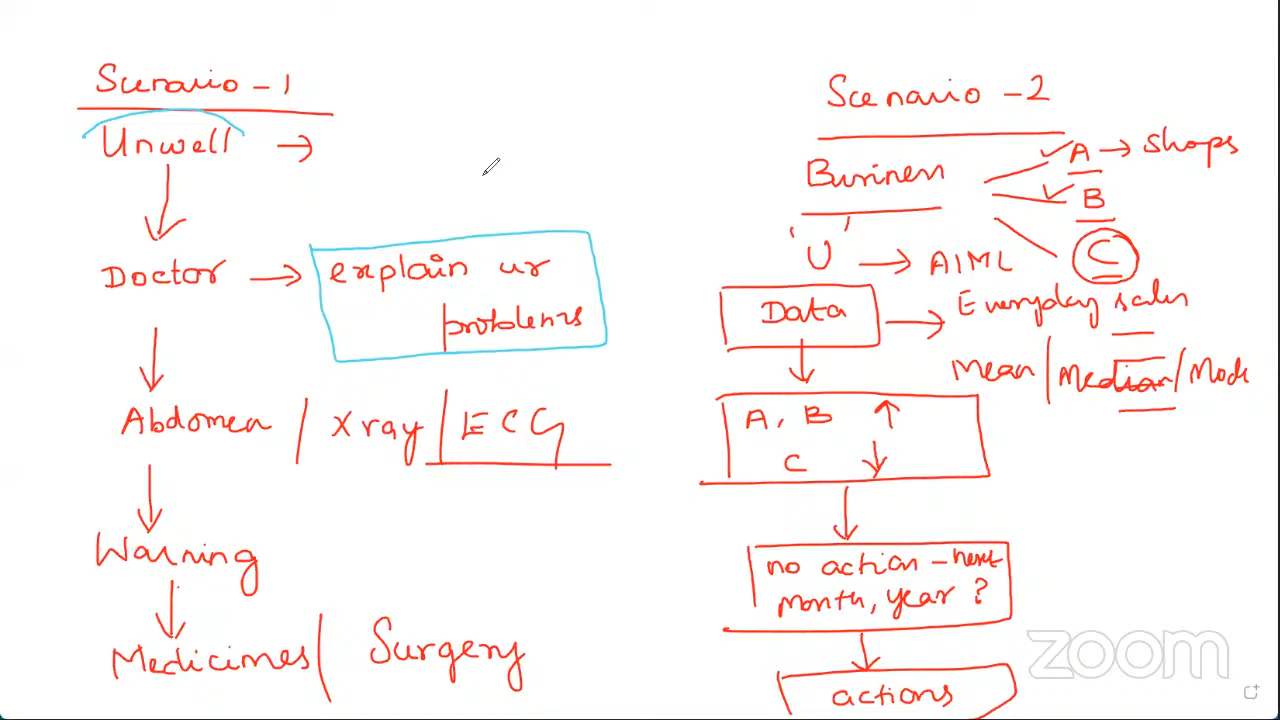 Scenario - 1
Unwell →
Doctor → explain ur
problems
Abdomen / Xray / ECG
Warning
Medicines / Surgery
Scenario - 2
Business
A → Shops
B
C
'U' → AIML
Data → Everyday sales
Mean / Median / Mode
A, B ↑
C ↓
no action - next
month, year ?
actions
zoom